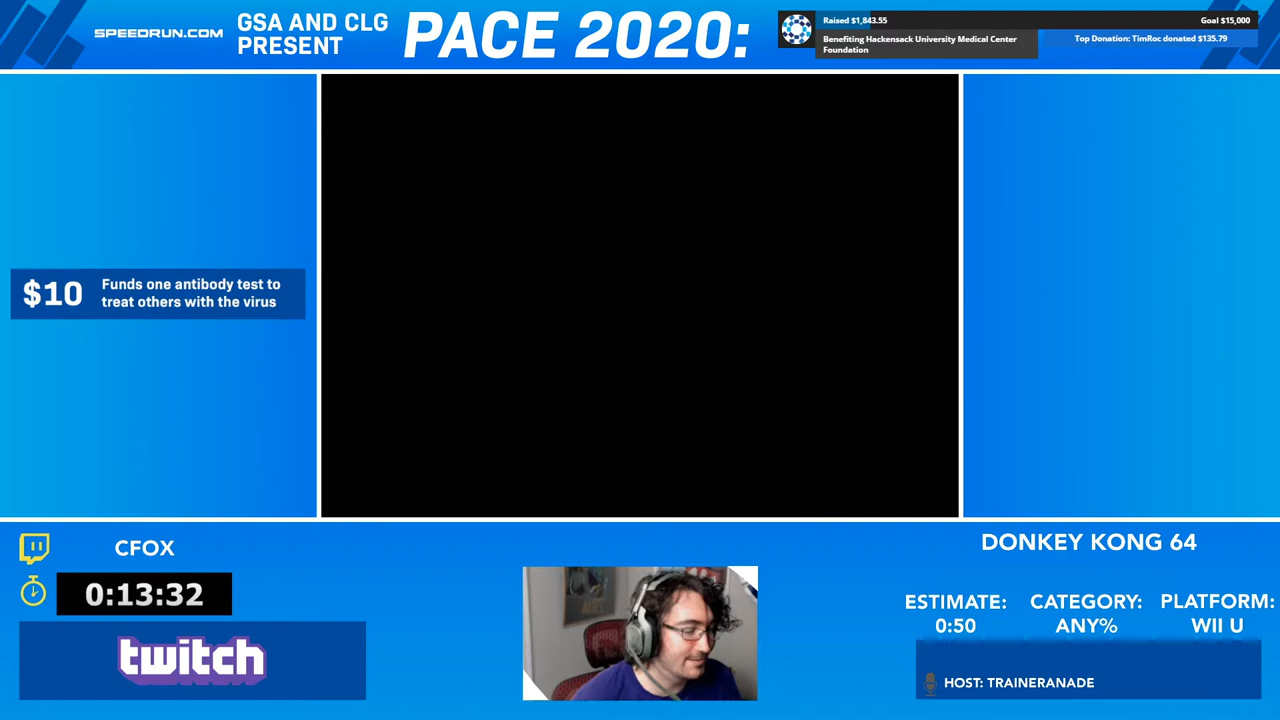 SPEEDRUN.COM
GSA AND CLG
PRESENT
PACE 2020:
Raised $1,843.55
Goal $15,000
Benefiting Hackensack University Medical Center
Foundation
Top Donation: TimRoc donated $135.79
$10
Funds one antibody test to
treat others with the virus
CFOX
0:13:32
twitch
DONKEY KONG 64
ESTIMATE:
0:50
CATEGORY:
ANY%
PLATFORM:
WII U
HOST: TRAINERANADE